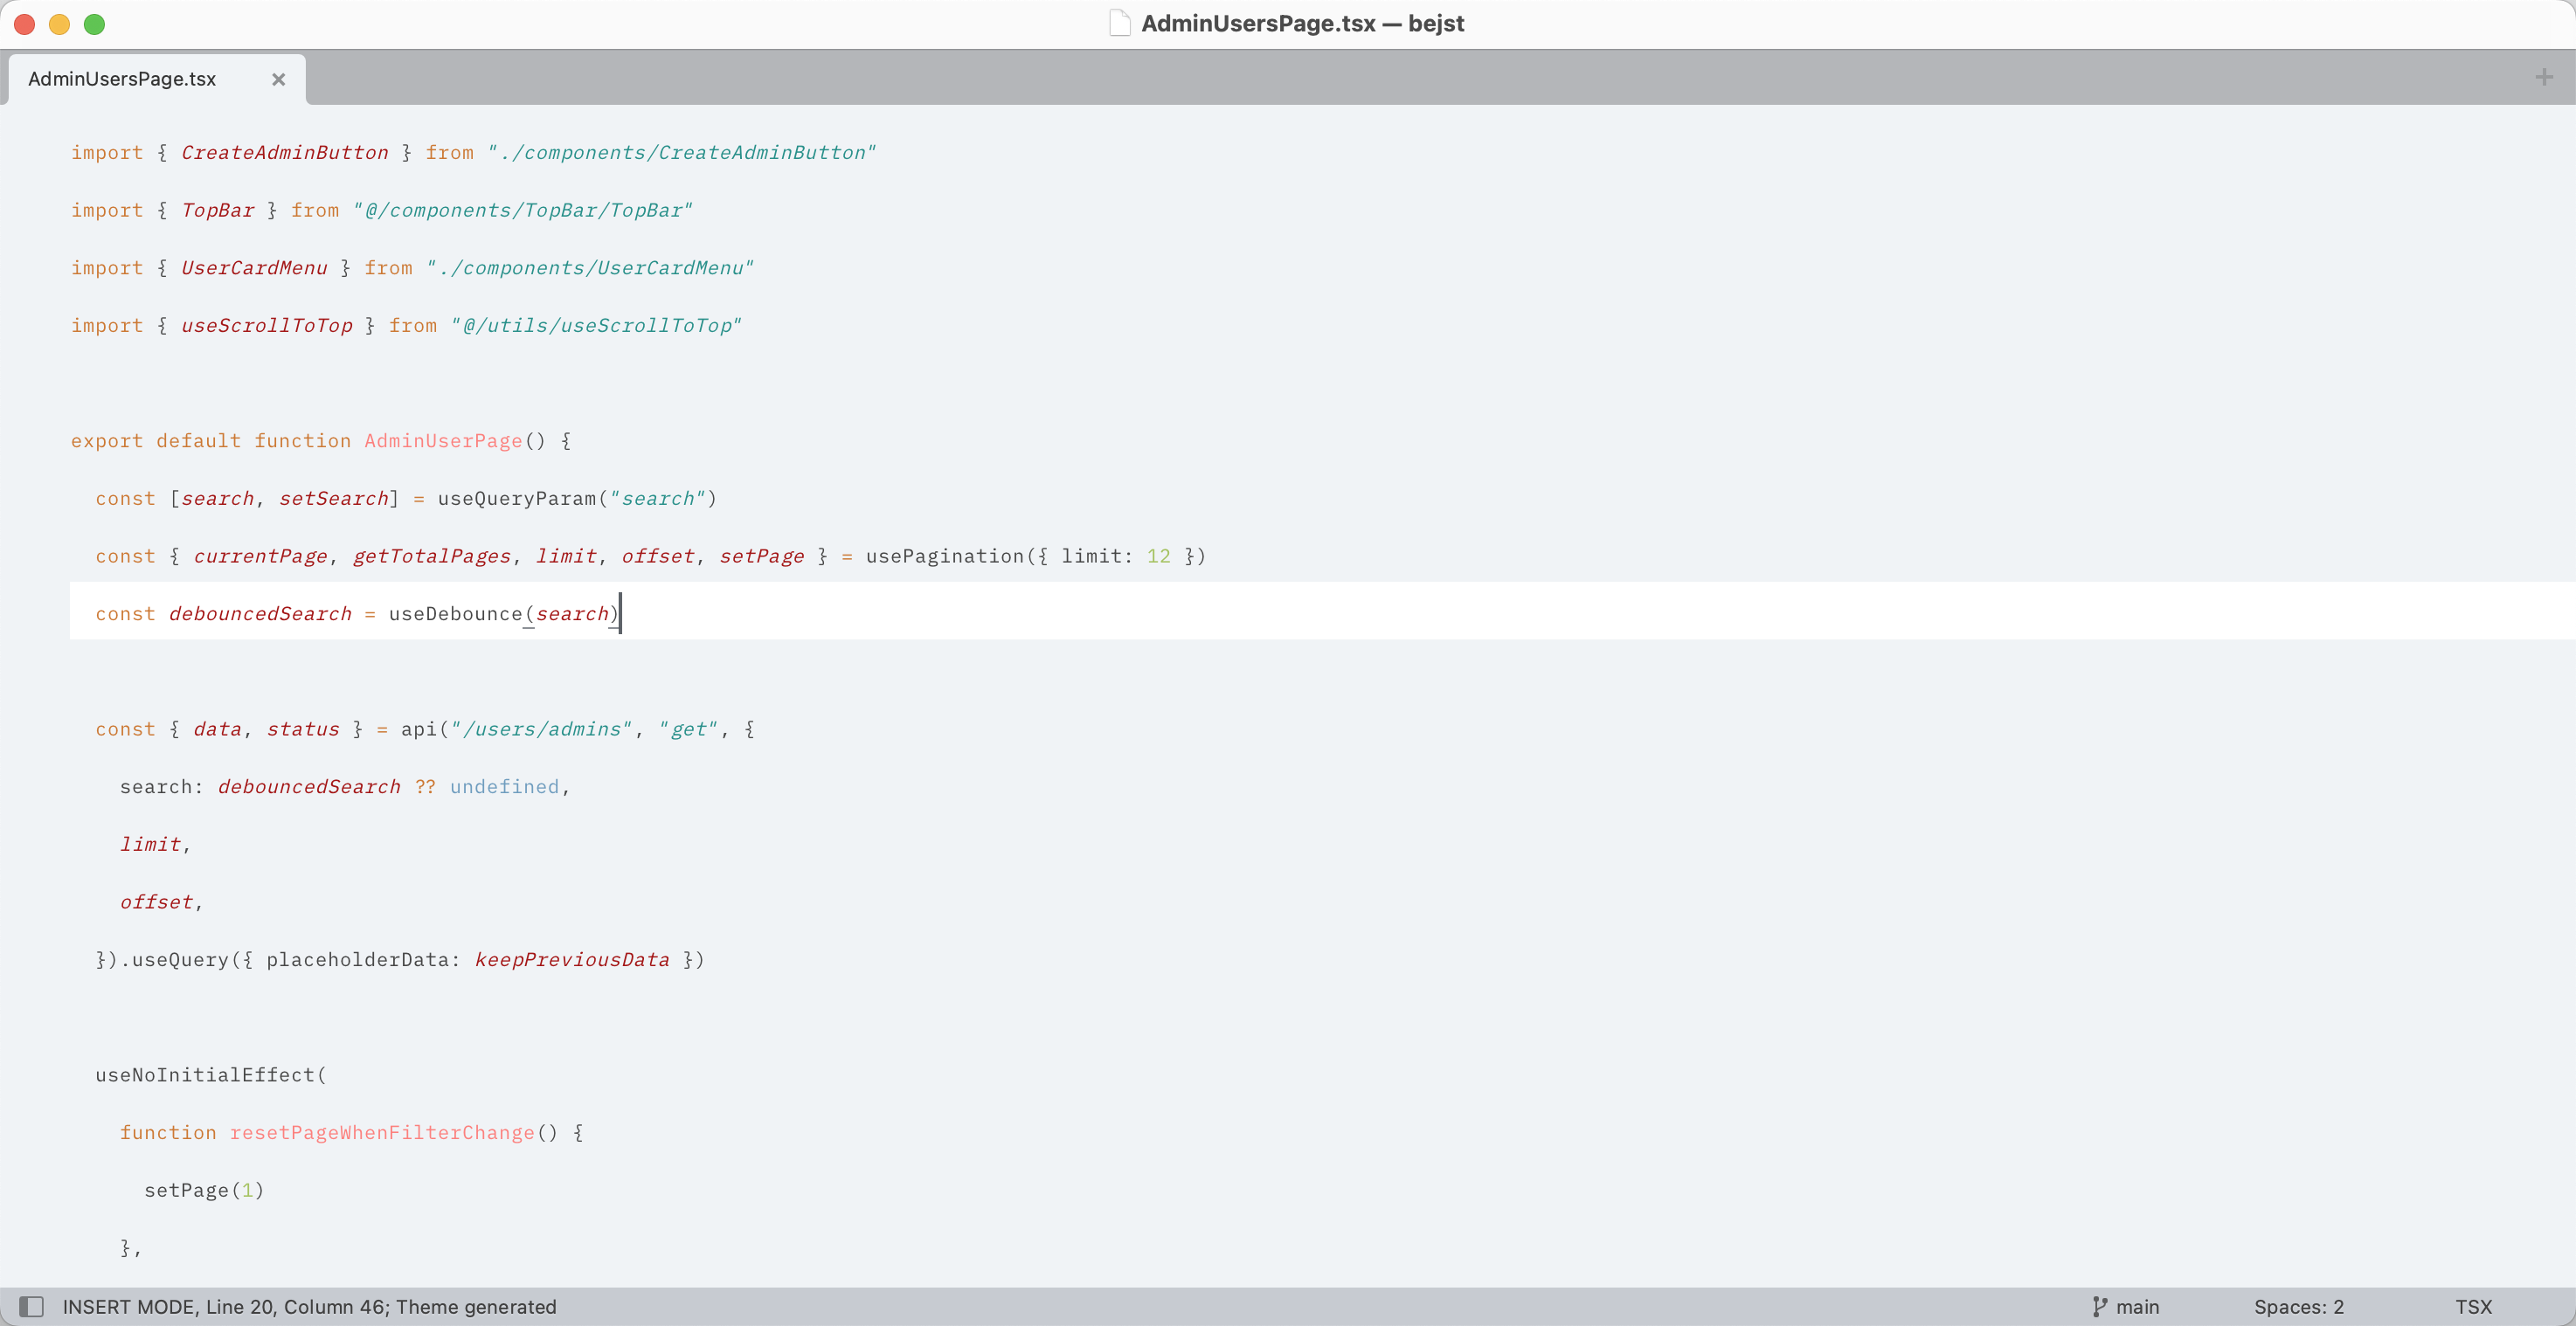 AdminUsersPage.tsx — bejst
AdminUsersPage.tsx
import { CreateAdminButton } from "./components/CreateAdminButton"
import { TopBar } from "@/components/TopBar/TopBar"
import { UserCardMenu } from "./components/UserCardMenu"
import { useScrollToTop } from "@/utils/useScrollToTop"
export default function AdminUserPage() {
  const [search, setSearch] = useQueryParam("search")
  const { currentPage, getTotalPages, limit, offset, setPage } = usePagination({ limit: 12 })
  const debouncedSearch = useDebounce(search)
  const { data, status } = api("/users/admins", "get", {
    search: debouncedSearch ?? undefined,
    limit,
    offset,
  }).useQuery({ placeholderData: keepPreviousData })
  useNoInitialEffect(
    function resetPageWhenFilterChange() {
      setPage(1)
    },
INSERT MODE, Line 20, Column 46; Theme generated
main
Spaces: 2
TSX